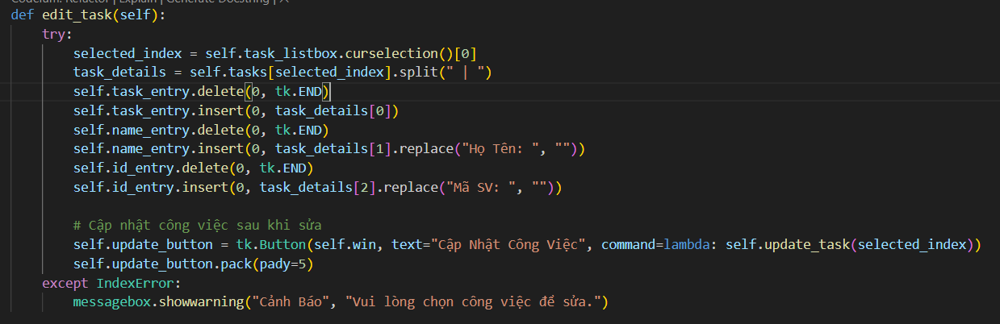 Codeium: Refactor | Explain | Generate Docstring | X
def edit_task(self):
    try:
        selected_index = self.task_listbox.curselection()[0]
        task_details = self.tasks[selected_index].split(" | ")
        self.task_entry.delete(0, tk.END)
        self.task_entry.insert(0, task_details[0])
        self.name_entry.delete(0, tk.END)
        self.name_entry.insert(0, task_details[1].replace("Họ Tên: ", ""))
        self.id_entry.delete(0, tk.END)
        self.id_entry.insert(0, task_details[2].replace("Mã SV: ", ""))

        # Cập nhật công việc sau khi sửa
        self.update_button = tk.Button(self.win, text="Cập Nhật Công Việc", command=lambda: self.update_task(selected_index))
        self.update_button.pack(pady=5)
    except IndexError:
        messagebox.showwarning("Cảnh Báo", "Vui lòng chọn công việc để sửa.")